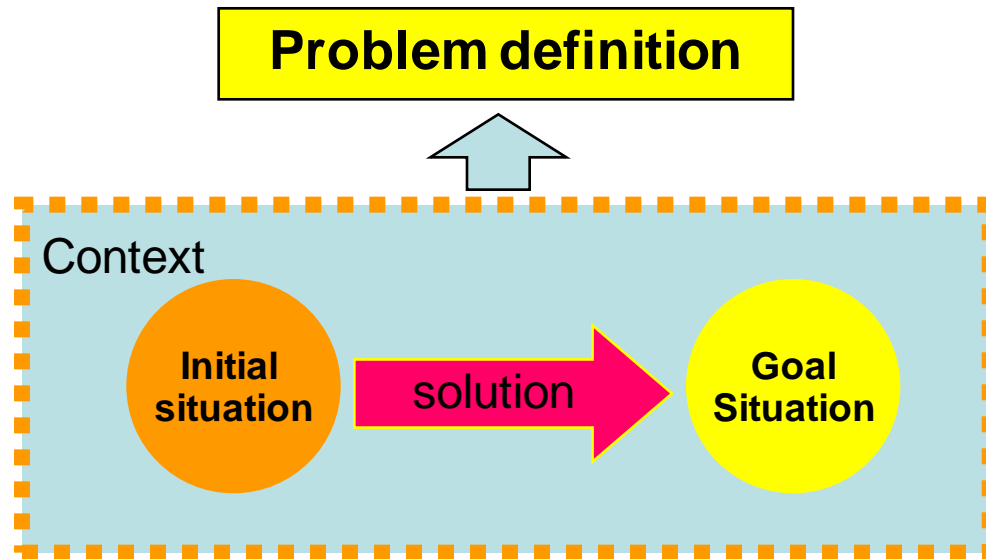 Problem definition
Context
Initial
situation
solution
Goal
Situation